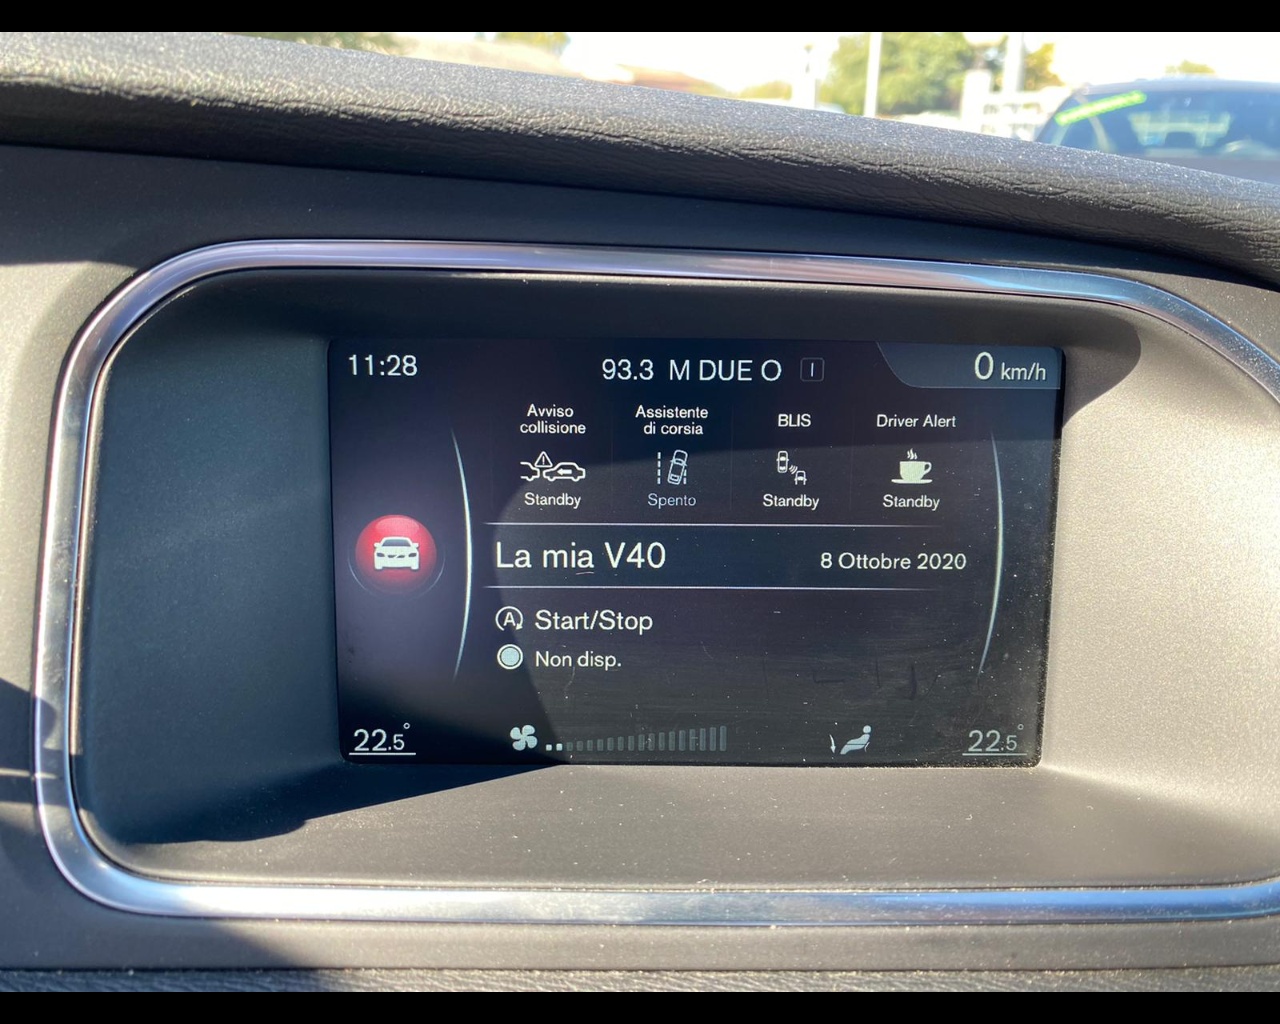 11:28
93.3 M DUE O I
0 km/h
Avviso
collisione
Standby
Assistente
di corsia
Spento
BLIS
Standby
Driver Alert
Standby
La mia V40
8 Ottobre 2020
A Start/Stop
Non disp.
22.5°
22.5°